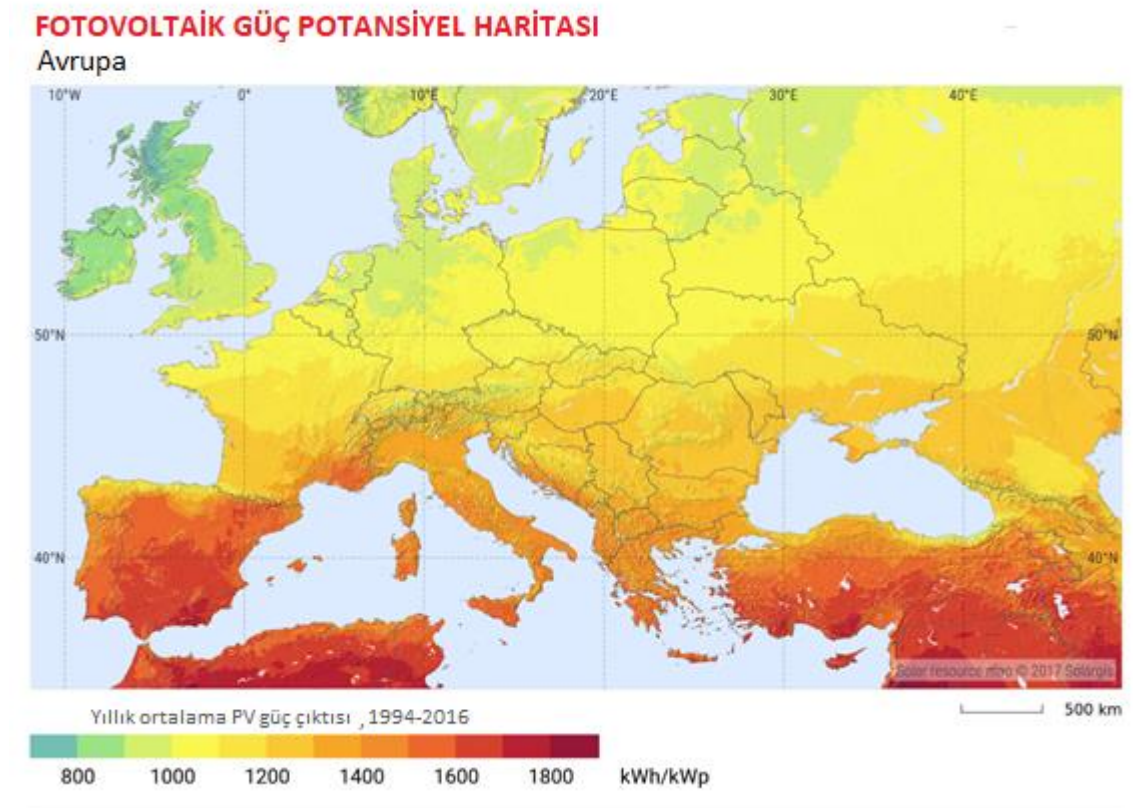 FOTOVOLTAİK GÜÇ POTANSİYEL HARİTASI
Avrupa
10°W 0° 10°E 20°E 30°E 40°E
50°N 50°N
40°N 40°N
Solar resource map © 2017 Solargis
Yıllık ortalama PV güç çıktısı , 1994-2016
500 km
800 1000 1200 1400 1600 1800 kWh/kWp